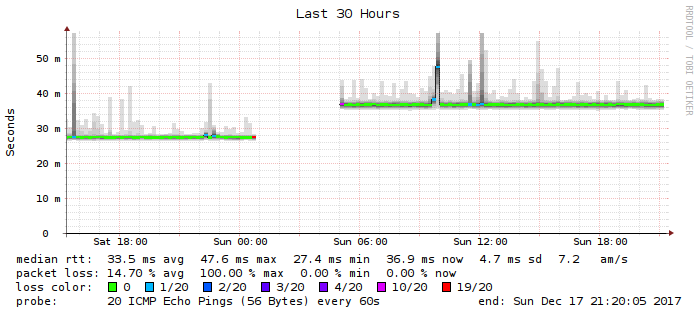 Last 30 Hours
RRDTOOL / TOBI OETIKER
Seconds
50 m
40 m
30 m
20 m
10 m
0
Sat 18:00 Sun 00:00 Sun 06:00 Sun 12:00 Sun 18:00
median rtt: 33.5 ms avg 47.6 ms max 27.4 ms min 36.9 ms now 4.7 ms sd 7.2 am/s
packet loss: 14.70 % avg 100.00 % max 0.00 % min 0.00 % now
loss color: 0 1/20 2/20 3/20 4/20 10/20 19/20
probe: 20 ICMP Echo Pings (56 Bytes) every 60s end: Sun Dec 17 21:20:05 2017